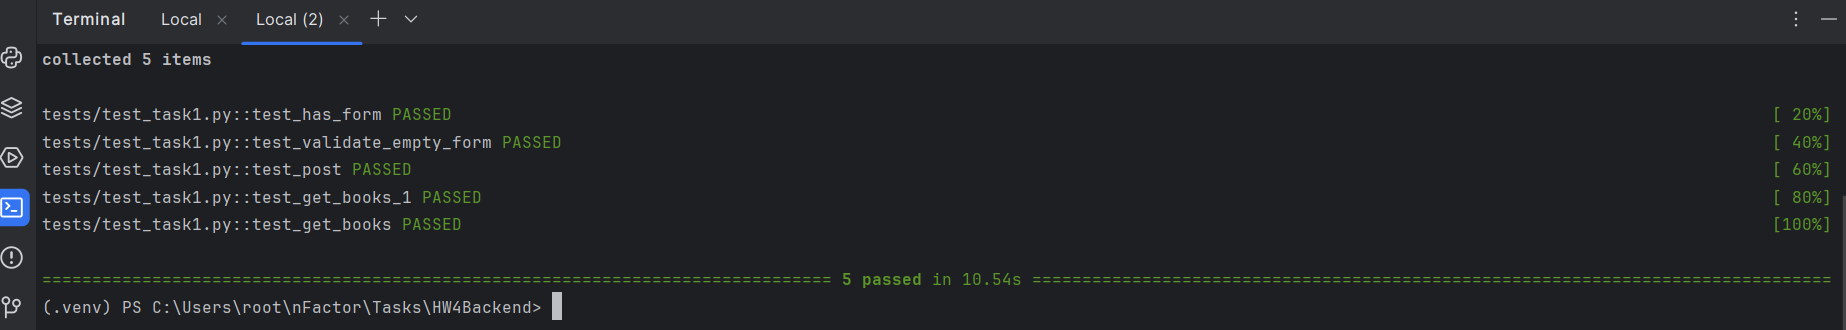 Terminal Local × Local (2) ×
collected 5 items
tests/test_task1.py::test_has_form PASSED [ 20%]
tests/test_task1.py::test_validate_empty_form PASSED [ 40%]
tests/test_task1.py::test_post PASSED [ 60%]
tests/test_task1.py::test_get_books_1 PASSED [ 80%]
tests/test_task1.py::test_get_books PASSED [100%]
=============================================================================== 5 passed in 10.54s ================================================================================
(.venv) PS C:\Users\root\nFactor\Tasks\HW4Backend>